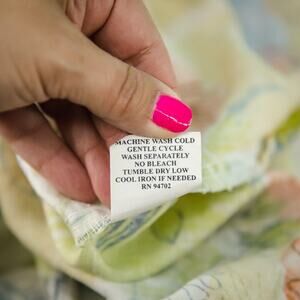 MACHINE WASH COLD
GENTLE CYCLE
WASH SEPARATELY
NO BLEACH
TUMBLE DRY LOW
COOL IRON IF NEEDED
RN 94702